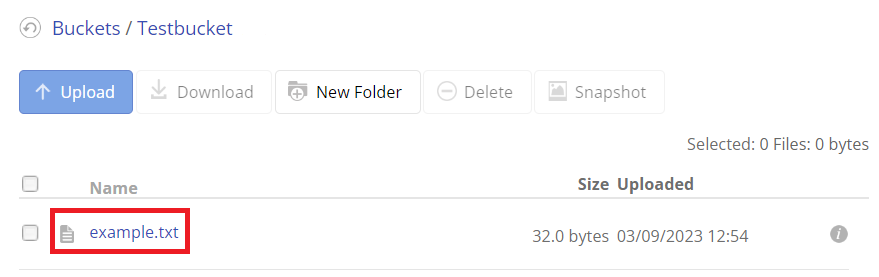 Buckets / Testbucket
Upload Download New Folder Delete Snapshot
Selected: 0 Files: 0 bytes
Name Size Uploaded
example.txt 32.0 bytes 03/09/2023 12:54